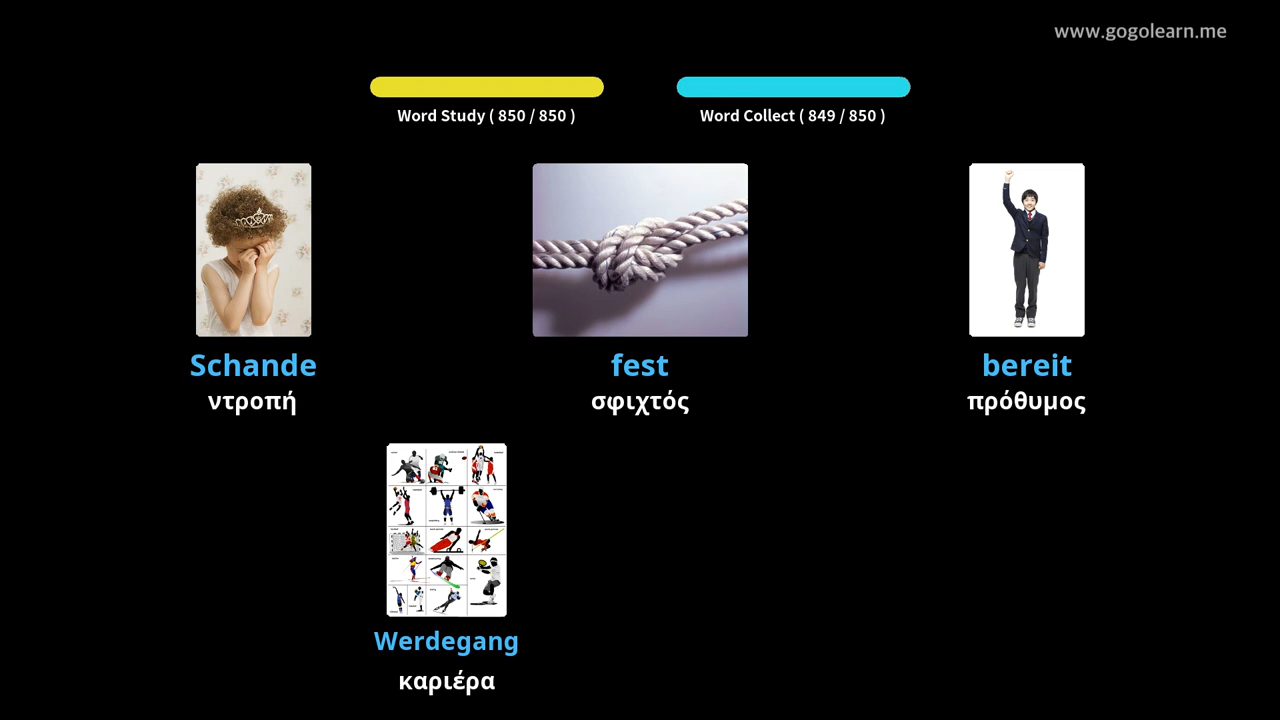 www.gogolearn.me
Word Study ( 850 / 850 )
Word Collect ( 849 / 850 )
Schande
fest
bereit
ντροπή
σφιχτός
πρόθυμος
Werdegang
καριέρα